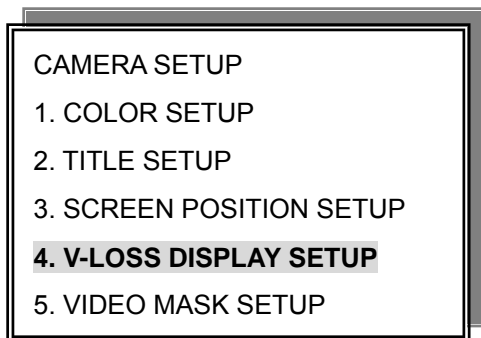 CAMERA SETUP
1. COLOR SETUP
2. TITLE SETUP
3. SCREEN POSITION SETUP
4. V-LOSS DISPLAY SETUP
5. VIDEO MASK SETUP